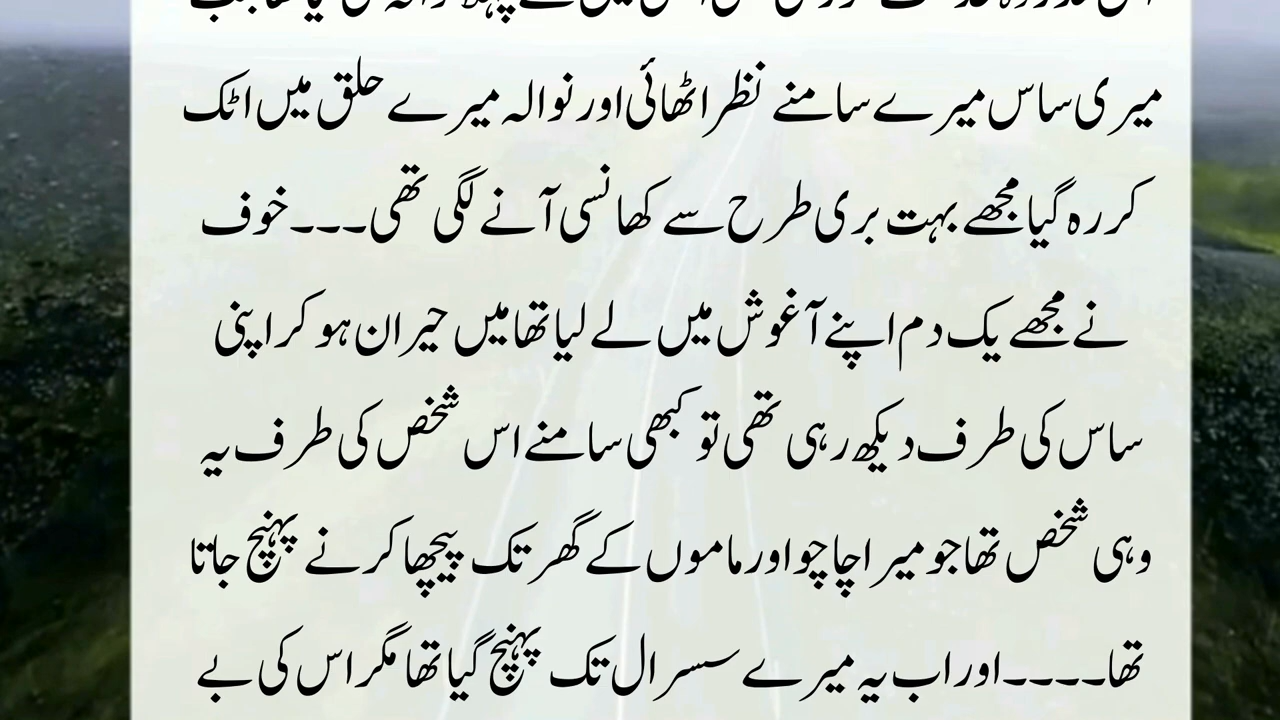 میری ساس میرے سامنے نظر اٹھائی اور نوالہ میرے حلق میں اٹک
کر رہ گیا مجھے بہت بری طرح سے کھانسی آنے لگی تھی۔۔۔خوف
نے مجھے یک دم اپنے آغوش میں لے لیا تھا میں حیران ہو کر اپنی
ساس کی طرف دیکھ رہی تھی تو کبھی سامنے اس شخص کی طرف یہ
وہی شخص تھا جو میرا چاچو اور ماموں کے گھر تک پیچھا کرنے پہنچ جاتا
تھا۔۔۔۔اور اب یہ میرے سسرال تک پہنچ گیا تھا مگر اس کی بے